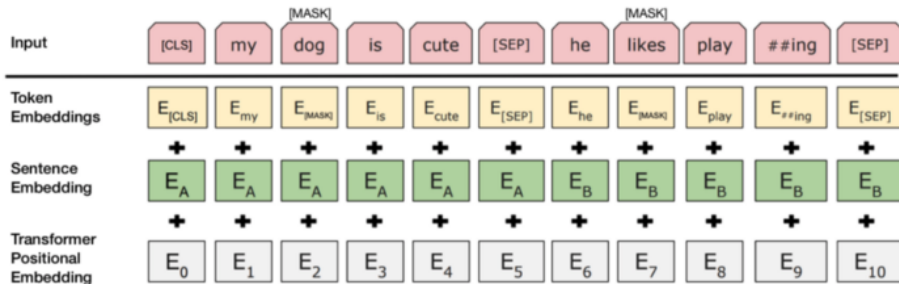 [MASK] [MASK]
Input [CLS] my dog is cute [SEP] he likes play ##ing [SEP]
Token
Embeddings
E[CLS] Emy E[MASK] Eis Ecute E[SEP] Ehe E[MASK] Eplay E##ing E[SEP]
+ + + + + + + + + + +
Sentence
Embedding
EA EA EA EA EA EA EB EB EB EB EB
+ + + + + + + + + + +
Transformer
Positional
Embedding
E0 E1 E2 E3 E4 E5 E6 E7 E8 E9 E10